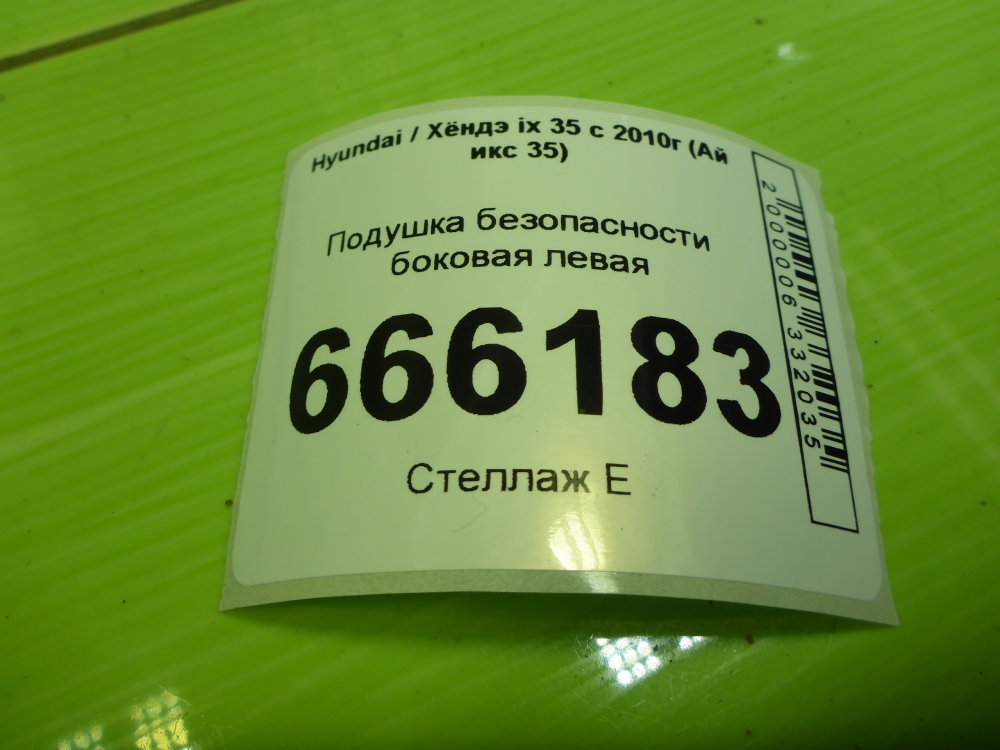 Hyundai / Хёндэ ix 35 с 2010г (Ай
икс 35)
Подушка безопасности
боковая левая
666183
Стеллаж Е
2000006332035